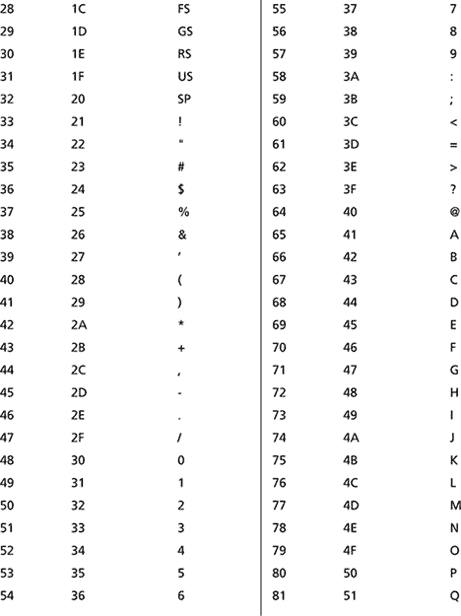 28 1C FS 55 37 7
29 1D GS 56 38 8
30 1E RS 57 39 9
31 1F US 58 3A :
32 20 SP 59 3B ;
33 21 ! 60 3C <
34 22 " 61 3D =
35 23 # 62 3E >
36 24 $ 63 3F ?
37 25 % 64 40 @
38 26 & 65 41 A
39 27 ′ 66 42 B
40 28 ( 67 43 C
41 29 ) 68 44 D
42 2A * 69 45 E
43 2B + 70 46 F
44 2C , 71 47 G
45 2D - 72 48 H
46 2E . 73 49 I
47 2F / 74 4A J
48 30 0 75 4B K
49 31 1 76 4C L
50 32 2 77 4D M
51 33 3 78 4E N
52 34 4 79 4F O
53 35 5 80 50 P
54 36 6 81 51 Q